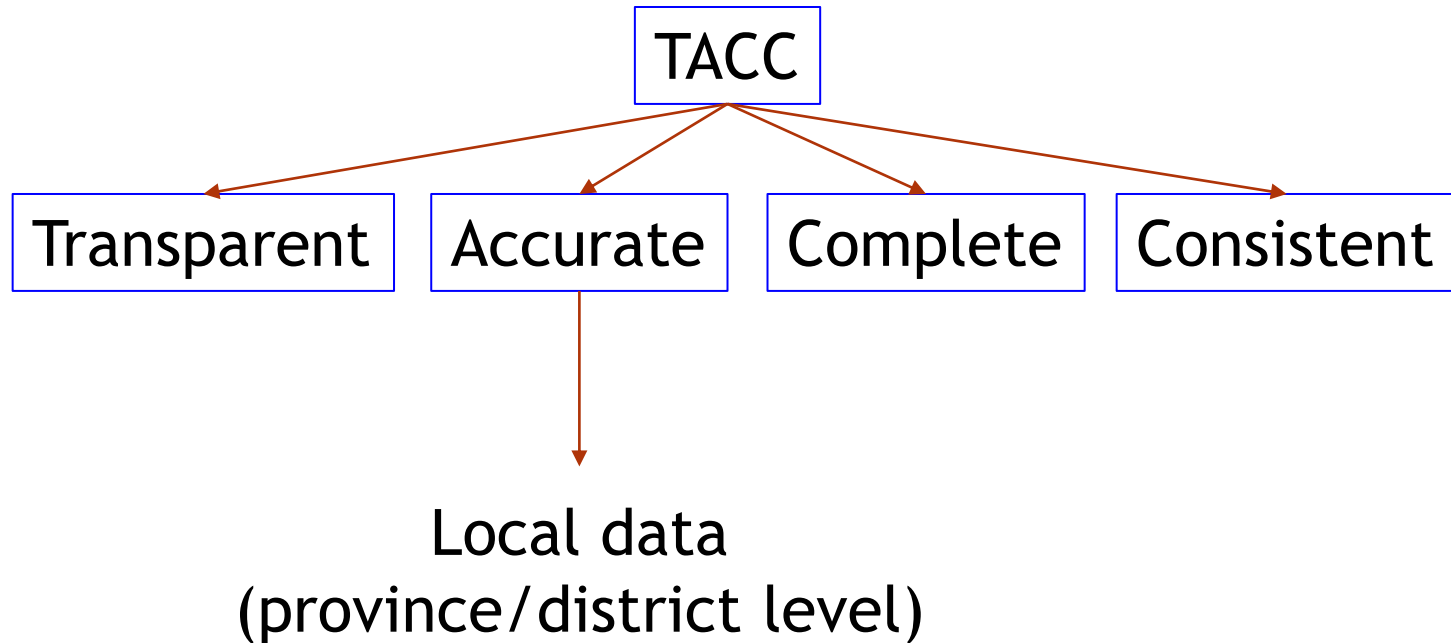 TACC
Transparent
Accurate
Complete
Consistent
Local data
(province/district level)